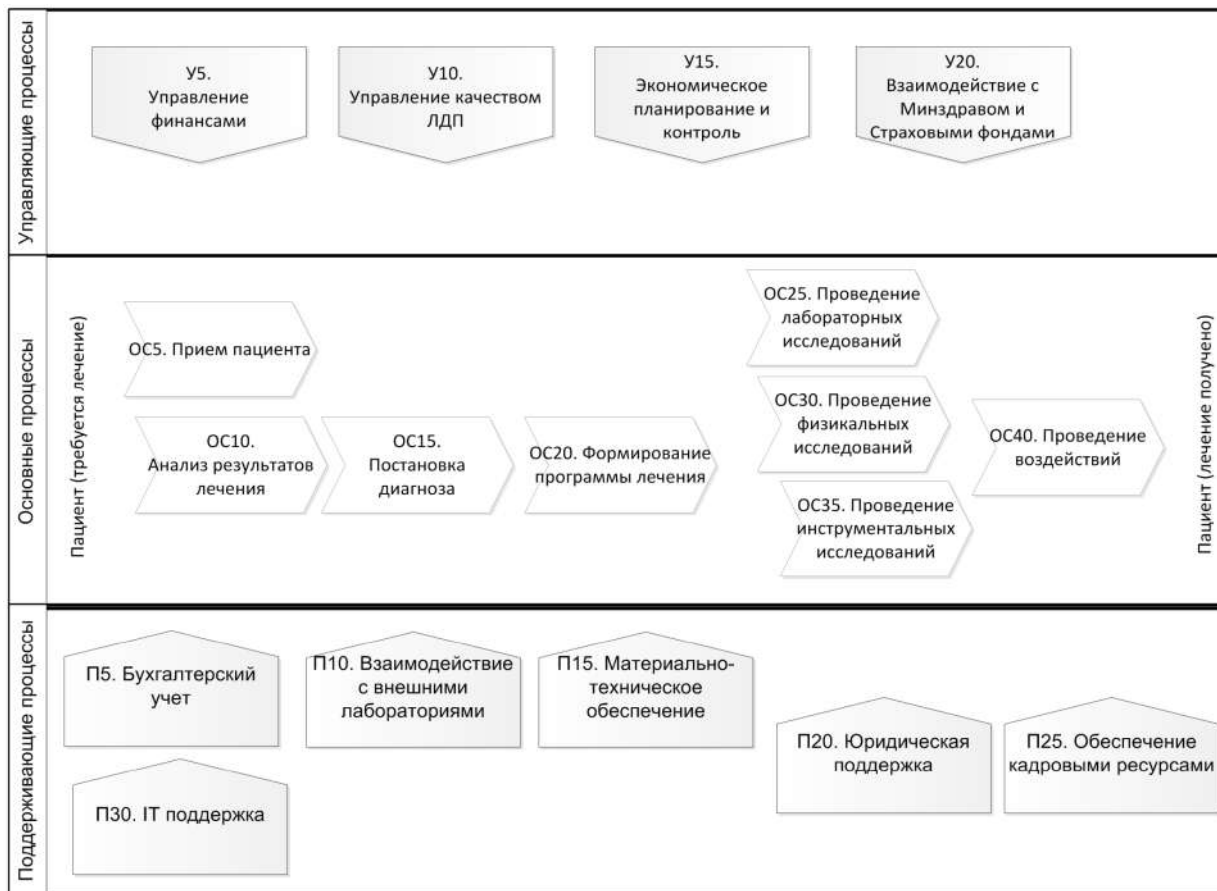 Управляющие процессы
У5.
Управление
финансами
У10.
Управление качеством
ЛДП
У15.
Экономическое
планирование и
контроль
У20.
Взаимодействие с
Минздравом и
Страховыми фондами
Основные процессы
Пациент (требуется лечение)
ОС5. Прием пациента
ОС10.
Анализ результатов
лечения
ОС15.
Постановка
диагноза
ОС20. Формирование
программы лечения
ОС25. Проведение
лабораторных
исследований
ОС30. Проведение
физикальных
исследований
ОС35. Проведение
инструментальных
исследований
ОС40. Проведение
воздействий
Пациент (лечение получено)
Поддерживающие процессы
П5. Бухгалтерский
учет
П10. Взаимодействие
с внешними
лабораториями
П15. Материально-
техническое
обеспечение
П20. Юридическая
поддержка
П25. Обеспечение
кадровыми ресурсами
П30. IT поддержка